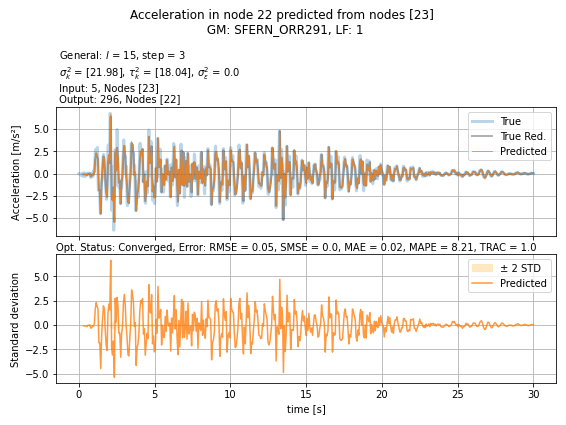 Acceleration in node 22 predicted from nodes [23]
GM: SFERN_ORR291, LF: 1
General: l = 15, step = 3
σ²ₖ = [21.98], τ²ₖ = [18.04], σ²ε = 0.0
Input: 5, Nodes [23]
Output: 296, Nodes [22]
Acceleration [m/s²]
5.0
2.5
0.0
−2.5
−5.0
True
True Red.
Predicted
Opt. Status: Converged, Error: RMSE = 0.05, SMSE = 0.0, MAE = 0.02, MAPE = 8.21, TRAC = 1.0
Standard deviation
5.0
2.5
0.0
−2.5
−5.0
± 2 STD
Predicted
0 5 10 15 20 25 30
time [s]